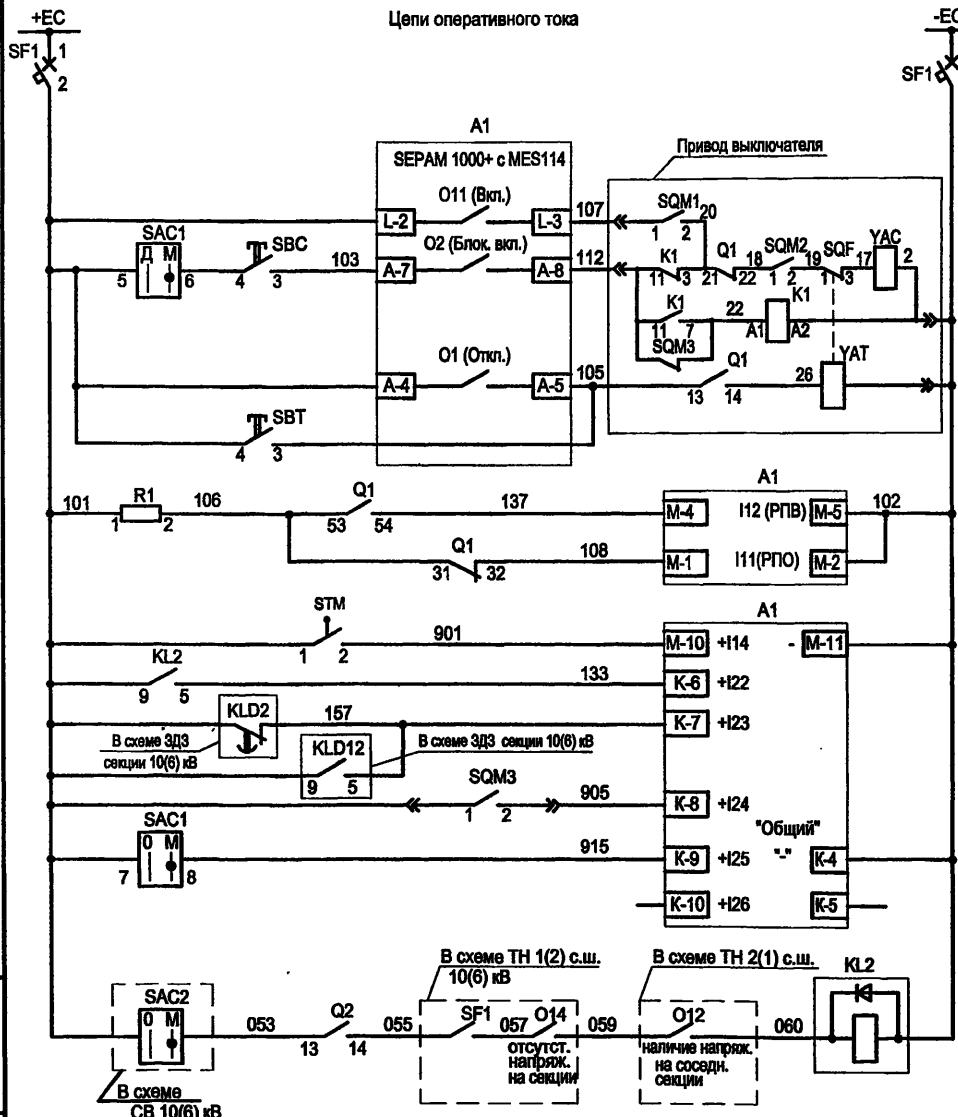 Цепи оперативного тока
+EC
-EC
SF1
1
2
SF1
A1
SEPAM 1000+ с MES114
Привод выключателя
O11 (Вкл.)
L-2
L-3
107
SQM1
1
2
20
SAC1
Д М
5
6
SBC
4
3
103
O2 (Блок. вкл.)
A-7
A-8
112
K1
11
3
Q1
21
22
18
SQM2
1
2
19
SQF
1
3
17
YAC
2
K1
11
7
22
K1
A1
A2
SQM3
O1 (Откл.)
A-4
A-5
105
Q1
13
14
26
YAT
SBT
4
3
101
R1
1
2
106
Q1
53
54
137
A1
M-4
I12 (РПВ)
M-5
102
Q1
31
32
108
M-1
I11(РПО)
M-2
STM
1
2
901
A1
M-10
+I14
-
M-11
KL2
9
5
133
K-6
+I22
KLD2
157
K-7
+I23
В схеме ЗДЗ
секции 10(6) кВ
KLD12
9
5
В схеме ЗДЗ секции 10(6) кВ
SQM3
1
2
905
K-8
+I24
"Общий"
"-"
SAC1
0 М
7
8
915
K-9
+I25
K-4
K-10
+I26
K-5
В схеме ТН 1(2) с.ш.
10(6) кВ
В схеме ТН 2(1) с.ш.
KL2
SAC2
0 М
053
Q2
13
14
055
SF1
057
O14
059
O12
060
отсутст.
напряж.
на секции
наличие напряж.
на соседн.
секции
В схеме
СВ 10(6) кВ